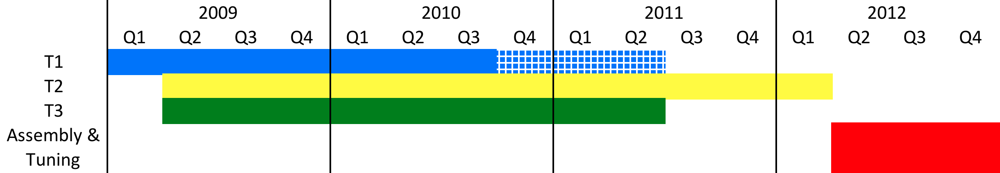 2009 2010 2011 2012
Q1 Q2 Q3 Q4 Q1 Q2 Q3 Q4 Q1 Q2 Q3 Q4 Q1 Q2 Q3 Q4
T1
T2
T3
Assembly &
Tuning